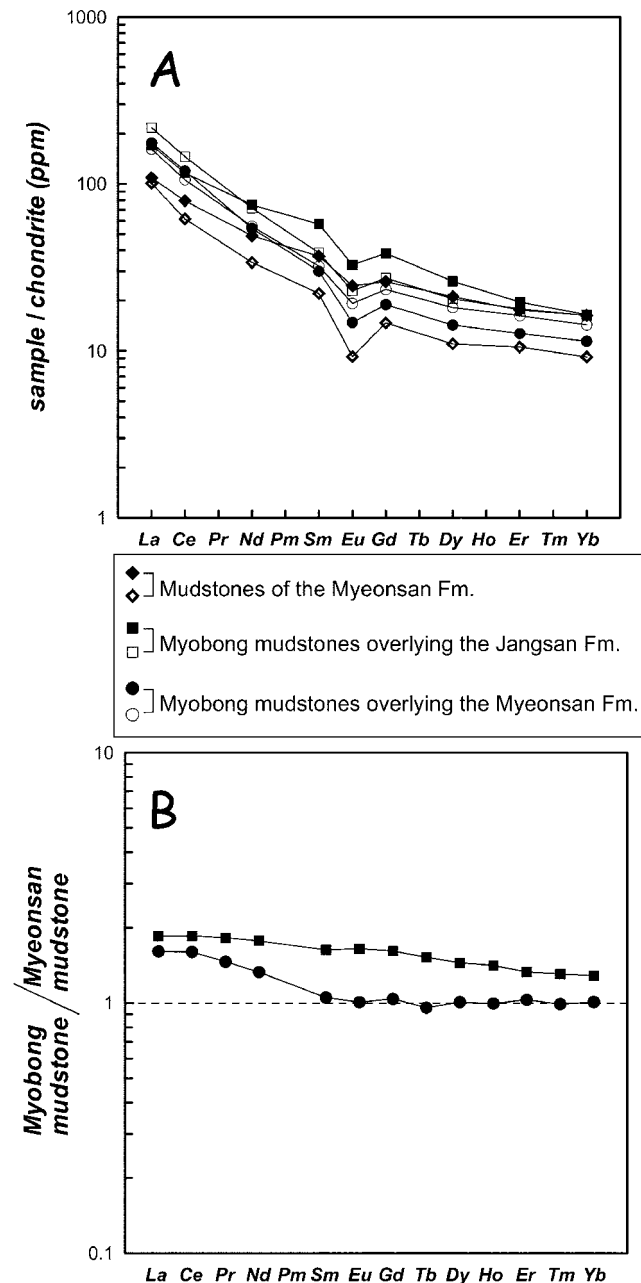 1000
A
100
sample / chondrite (ppm)
10
1
La Ce Pr Nd Pm Sm Eu Gd Tb Dy Ho Er Tm Yb
Mudstones of the Myeonsan Fm.
Myobong mudstones overlying the Jangsan Fm.
Myobong mudstones overlying the Myeonsan Fm.
10
B
Myobong mudstone / Myeonsan mudstone
1
0.1
La Ce Pr Nd Pm Sm Eu Gd Tb Dy Ho Er Tm Yb